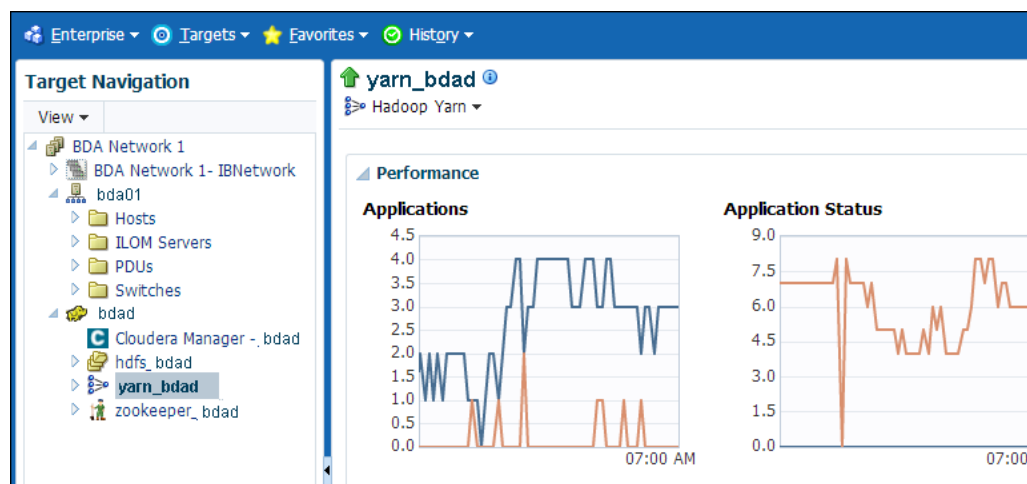 Enterprise Targets Favorites History
Target Navigation
View
BDA Network 1
BDA Network 1- IBNetwork
bda01
Hosts
ILOM Servers
PDUs
Switches
bdad
C Cloudera Manager - bdad
hdfs_bdad
yarn_bdad
zookeeper_bdad
yarn_bdad
Hadoop Yarn
Performance
Applications
4.5
4.0
3.5
3.0
2.5
2.0
1.5
1.0
0.5
0.0
07:00 AM
Application Status
9.0
7.5
6.0
4.5
3.0
1.5
0.0
07:00